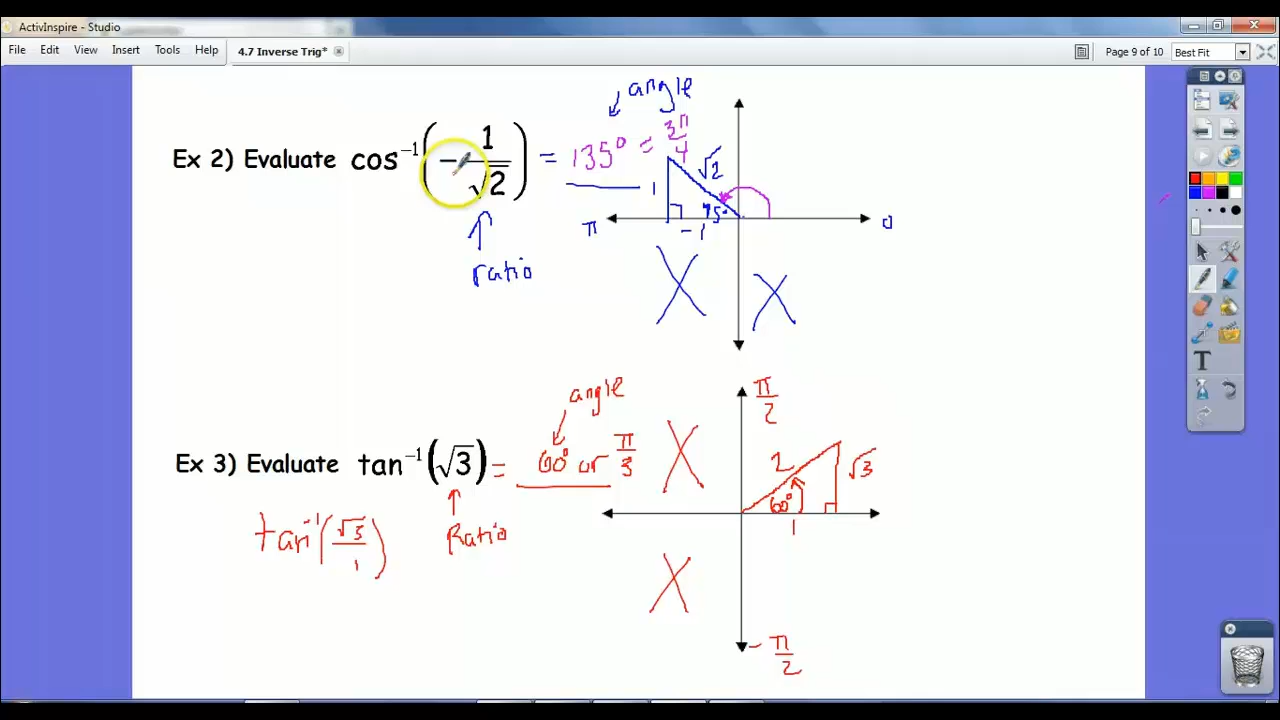 ActivInspire - Studio
File Edit View Insert Tools Help 4.7 Inverse Trig* Page 9 of 10 Best Fit
angle
Ex 2) Evaluate cos⁻¹(-1/√2) = 135° = 3π/4
√2
1
45°
-1
π
0
ratio
X X
angle
π/2
Ex 3) Evaluate tan⁻¹(√3) = 60° or π/3
X
2
√3
60°
1
tan⁻¹(√3/1)
Ratio
X
-π/2
T